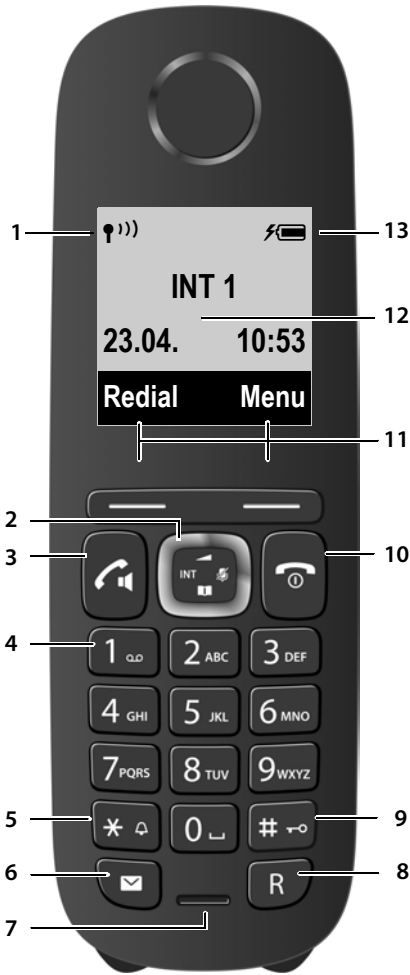 1 13
INT 1
12
23.04. 10:53
Redial Menu
11
2
3 INT 10
4 1 2 ABC 3 DEF
4 GHI 5 JKL 6 MNO
7 PQRS 8 TUV 9 WXYZ
5 * 0 # 9
6 R 8
7